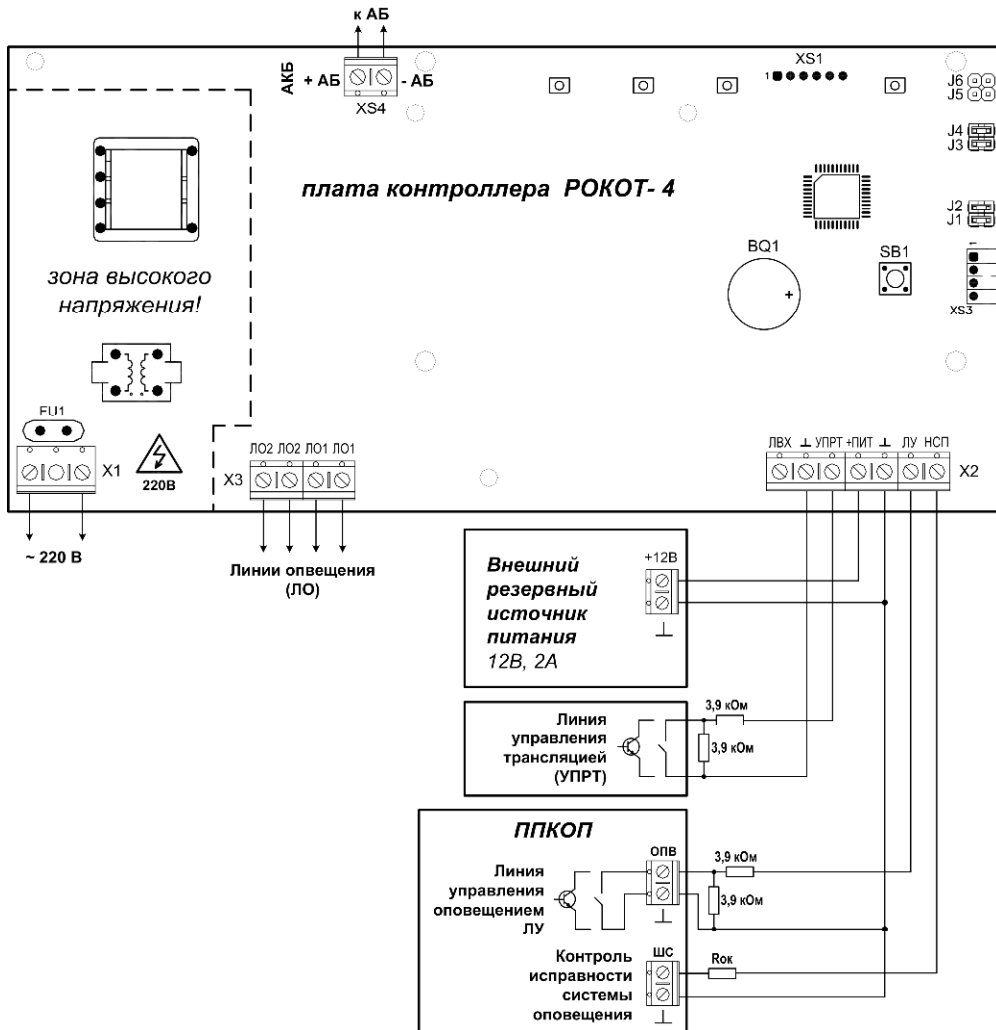 к АБ
АКБ
+ АБ
- АБ
XS4
XS1
1
J6
J5
J4
J3
плата контроллера РОКОТ- 4
J2
J1
BQ1
SB1
1
XS3
зона высокого
напряжения!
FU1
X1
220В
~ 220 В
ЛО2 ЛО2 ЛО1 ЛО1
X3
Линии опвещения
(ЛО)
ЛВХ ⊥ УПРТ +ПИТ ⊥ ЛУ НСП
X2
Внешний
резервный
источник
питания
12В, 2А
+12В
⊥
Линия
управления
трансляцией
(УПРТ)
3,9 кОм
3,9 кОм
ППКОП
Линия
управления
оповещением
ЛУ
ОПВ
⊥
3,9 кОм
3,9 кОм
Контроль
исправности
системы
оповещения
ШС
⊥
Rок